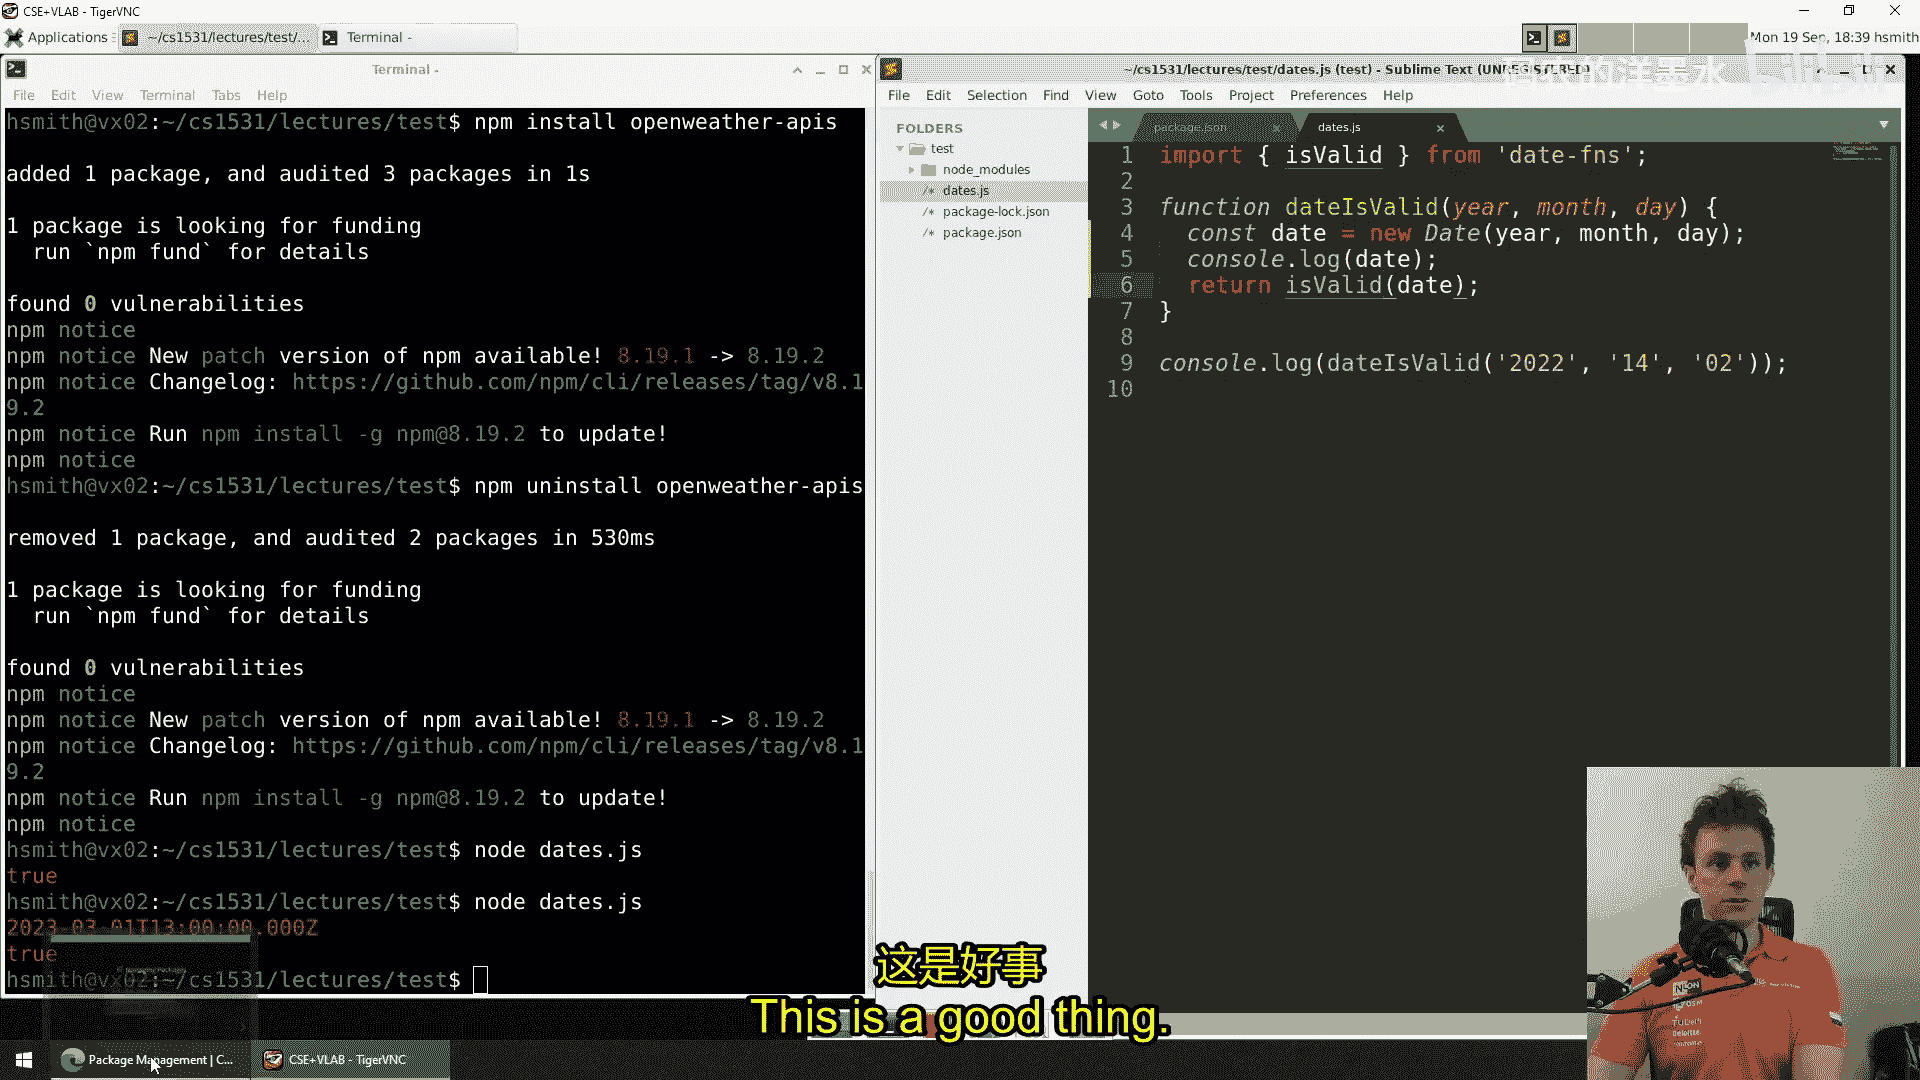 CSE+VLAB - TigerVNC
Applications
~/cs1531/lectures/test/...
Terminal -
Mon 19 Sep, 18:39 hsmith
Terminal -
File Edit View Terminal Tabs Help
hsmith@vx02:~/cs1531/lectures/test$ npm install openweather-apis
added 1 package, and audited 3 packages in 1s
1 package is looking for funding
run `npm fund` for details
found 0 vulnerabilities
npm notice
npm notice New patch version of npm available! 8.19.1 -> 8.19.2
npm notice Changelog: https://github.com/npm/cli/releases/tag/v8.1
9.2
npm notice Run npm install -g npm@8.19.2 to update!
npm notice
hsmith@vx02:~/cs1531/lectures/test$ npm uninstall openweather-apis
removed 1 package, and audited 2 packages in 530ms
1 package is looking for funding
run `npm fund` for details
found 0 vulnerabilities
npm notice
npm notice New patch version of npm available! 8.19.1 -> 8.19.2
npm notice Changelog: https://github.com/npm/cli/releases/tag/v8.1
9.2
npm notice Run npm install -g npm@8.19.2 to update!
npm notice
hsmith@vx02:~/cs1531/lectures/test$ node dates.js
true
hsmith@vx02:~/cs1531/lectures/test$ node dates.js
2023-03-01T13:00:00.000Z
true
hsmith@vx02:~/cs1531/lectures/test$
~/cs1531/lectures/test/dates.js (test) - Sublime Text (UNREGISTERED)
的洋墨水
File Edit Selection Find View Goto Tools Project Preferences Help
FOLDERS
test
node_modules
/* dates.js
/* package-lock.json
/* package.json
package.json
dates.js
1 import { isValid } from 'date-fns';
2
3 function dateIsValid(year, month, day) {
4 const date = new Date(year, month, day);
5 console.log(date);
6 return isValid(date);
7 }
8
9 console.log(dateIsValid('2022', '14', '02'));
10
这是好事
This is a good thing.
Package Management | C...
CSE+VLAB - TigerVNC